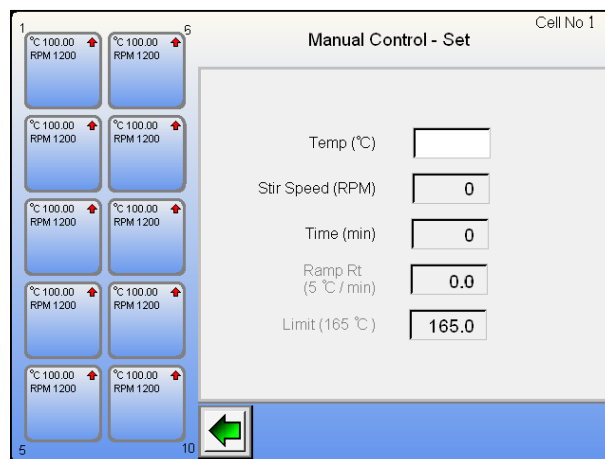 Cell No 1
Manual Control - Set
1
6
°C 100.00
RPM 1200
°C 100.00
RPM 1200
°C 100.00
RPM 1200
°C 100.00
RPM 1200
°C 100.00
RPM 1200
°C 100.00
RPM 1200
°C 100.00
RPM 1200
°C 100.00
RPM 1200
°C 100.00
RPM 1200
°C 100.00
RPM 1200
5
10
Temp (°C)
Stir Speed (RPM) 0
Time (min) 0
Ramp Rt
(5 °C / min) 0.0
Limit (165 °C) 165.0